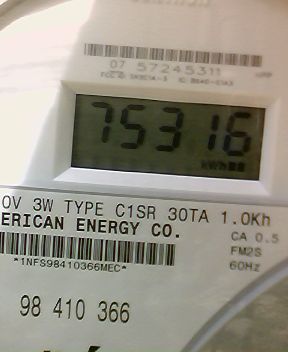 07 57245311
75316
kWh
OV 3W TYPE C1SR 30TA 1.0Kh
ERICAN ENERGY CO.
CA 0.5
FM2S
60Hz
*1NFS98410366MEC*
98 410 366